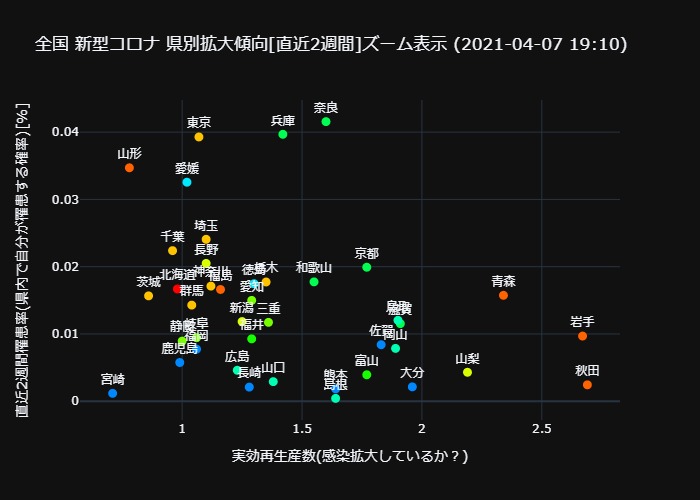 全国 新型コロナ 県別拡大傾向[直近2週間]ズーム表示 (2021-04-07 19:10)
直近2週間罹患率(県内で自分が罹患する確率)[%]
0.04
0.03
0.02
0.01
0
奈良
兵庫
東京
山形
愛媛
埼玉
千葉
長野
京都
和歌山
栃木
徳島
神奈川
福島
北海道
茨城
愛知
群馬
青森
新潟
三重
岩手
滋賀
静岡
岐阜
福岡
福井
佐賀
岡山
鹿児島
広島
山口
長崎
宮崎
熊本
島根
富山
大分
山梨
秋田
1
1.5
2
2.5
実効再生産数(感染拡大しているか？)